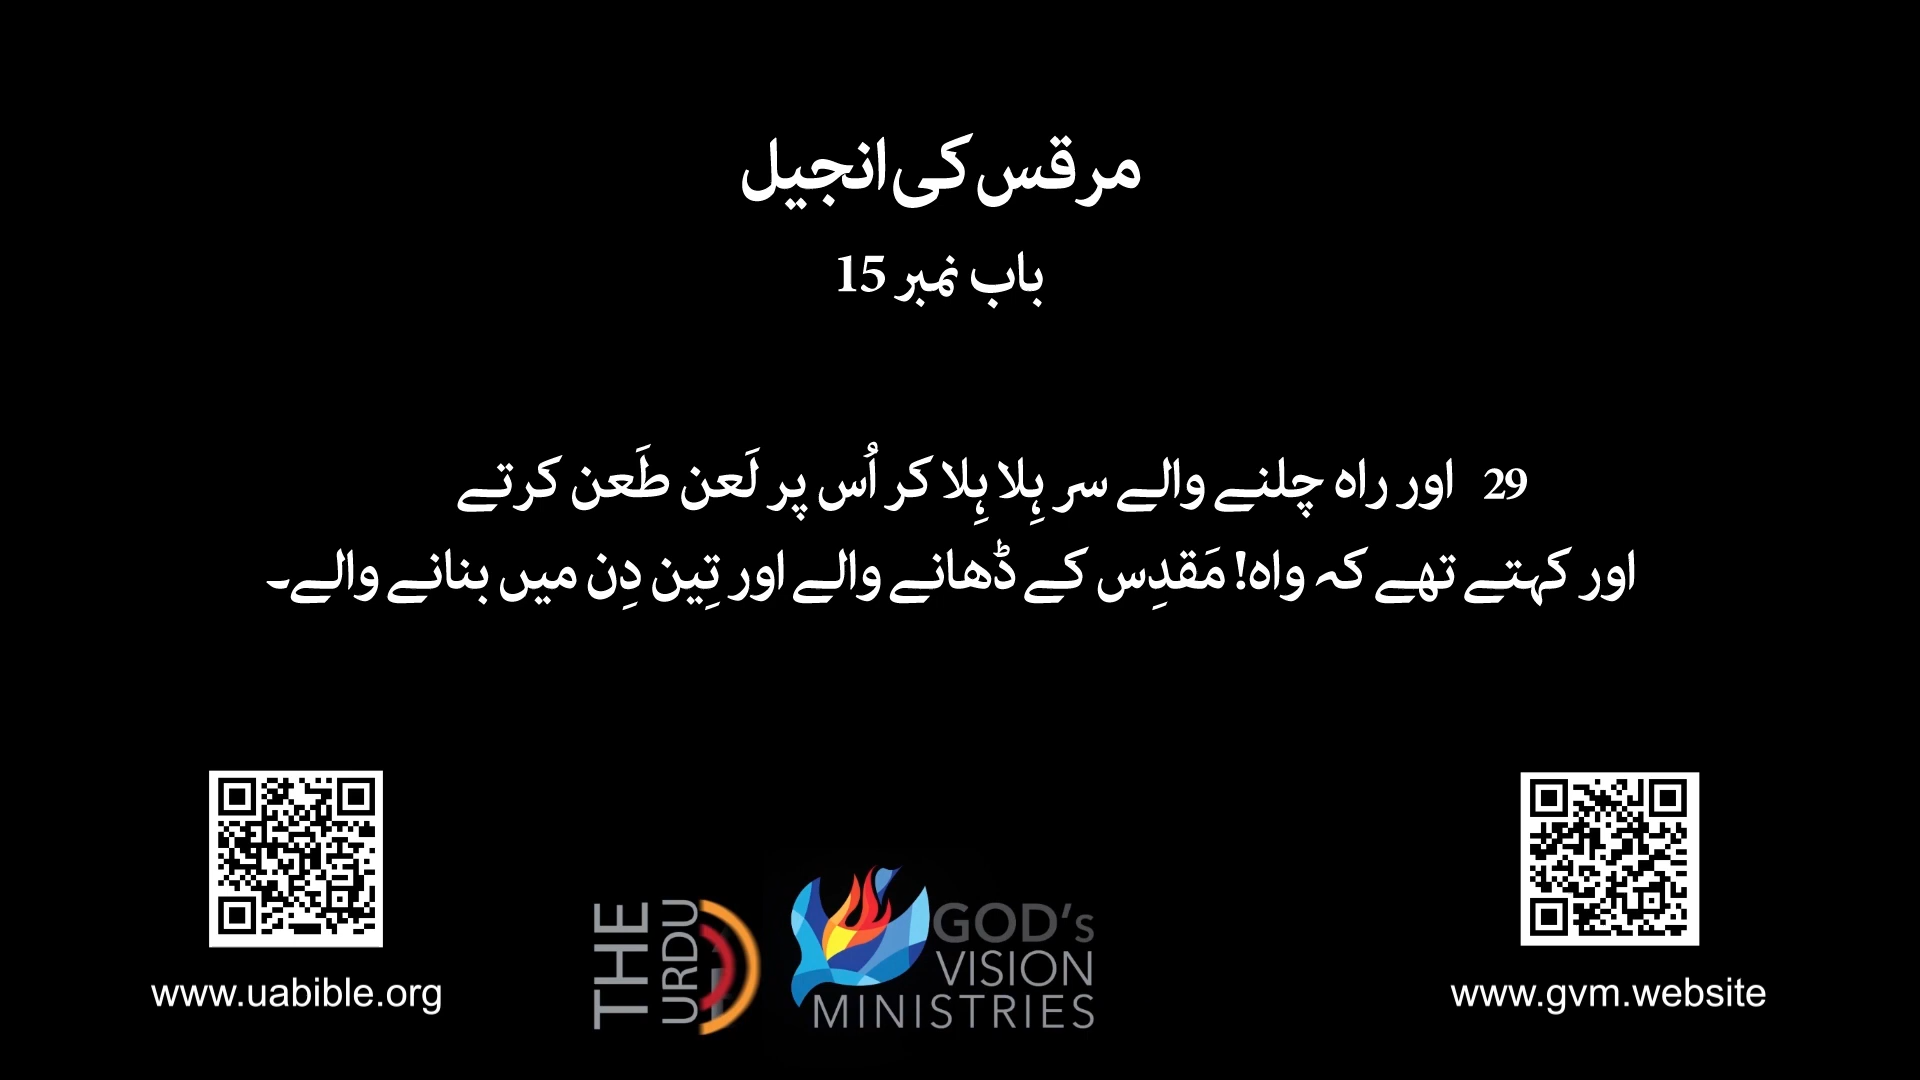 مرقس کی انجیل
باب نمبر 15
29 اور راہ چلنے والے سر ہِلا ہِلا کر اُس پر لَعن طَعن کرتے
اور کہتے تھے کہ واہ! مَقدِس کے ڈھانے والے اور تِین دِن میں بنانے والے۔
THE
URDU
GOD's
VISION
MINISTRIES
www.uabible.org
www.gvm.website